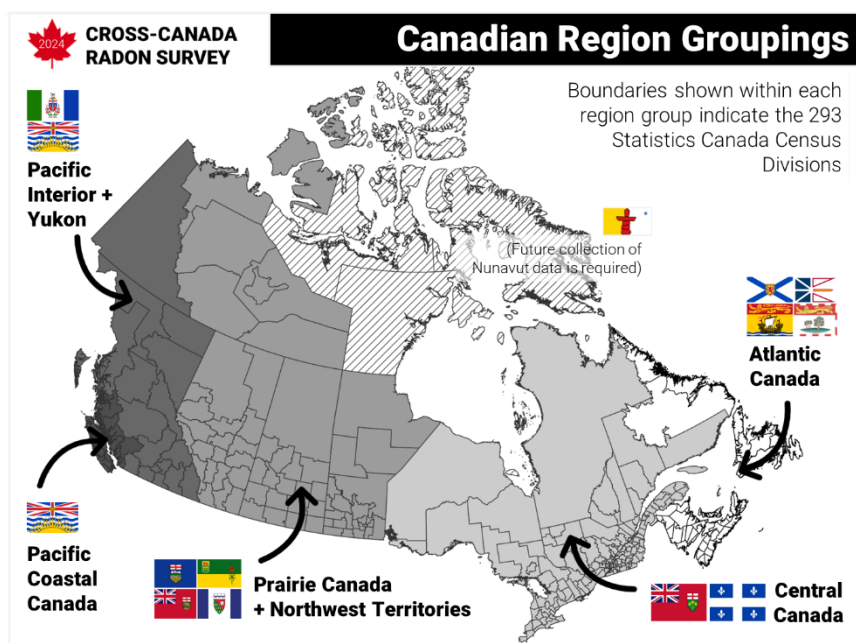 2024
CROSS-CANADA
RADON SURVEY
Canadian Region Groupings
Boundaries shown within each
region group indicate the 293
Statistics Canada Census
Divisions
Pacific
Interior +
Yukon
(Future collection of
Nunavut data is required)
Atlantic
Canada
Pacific
Coastal
Canada
Prairie Canada
+ Northwest Territories
Central
Canada